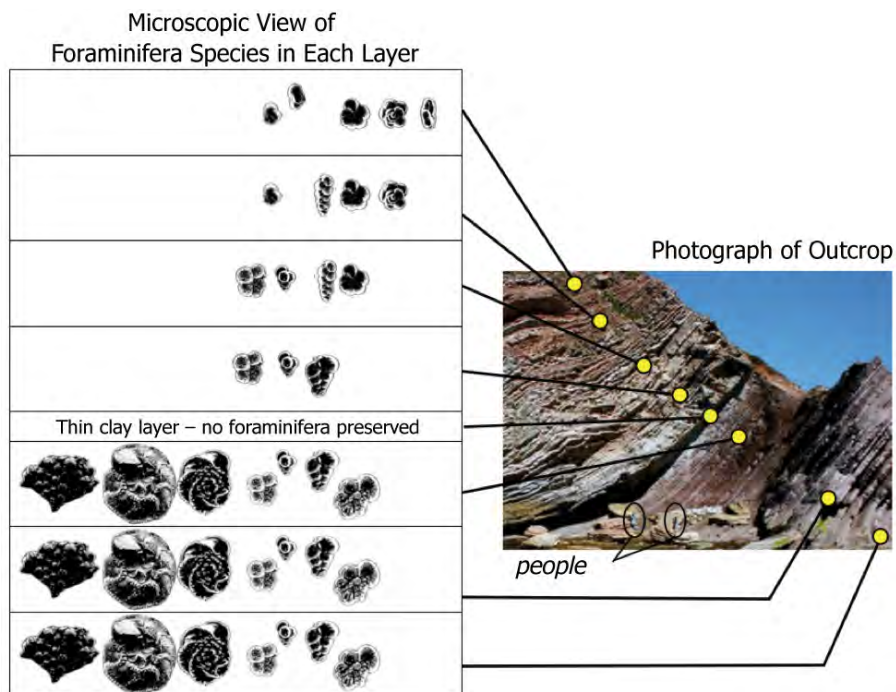 Microscopic View of
Foraminifera Species in Each Layer
Photograph of Outcrop
Thin clay layer – no foraminifera preserved
people